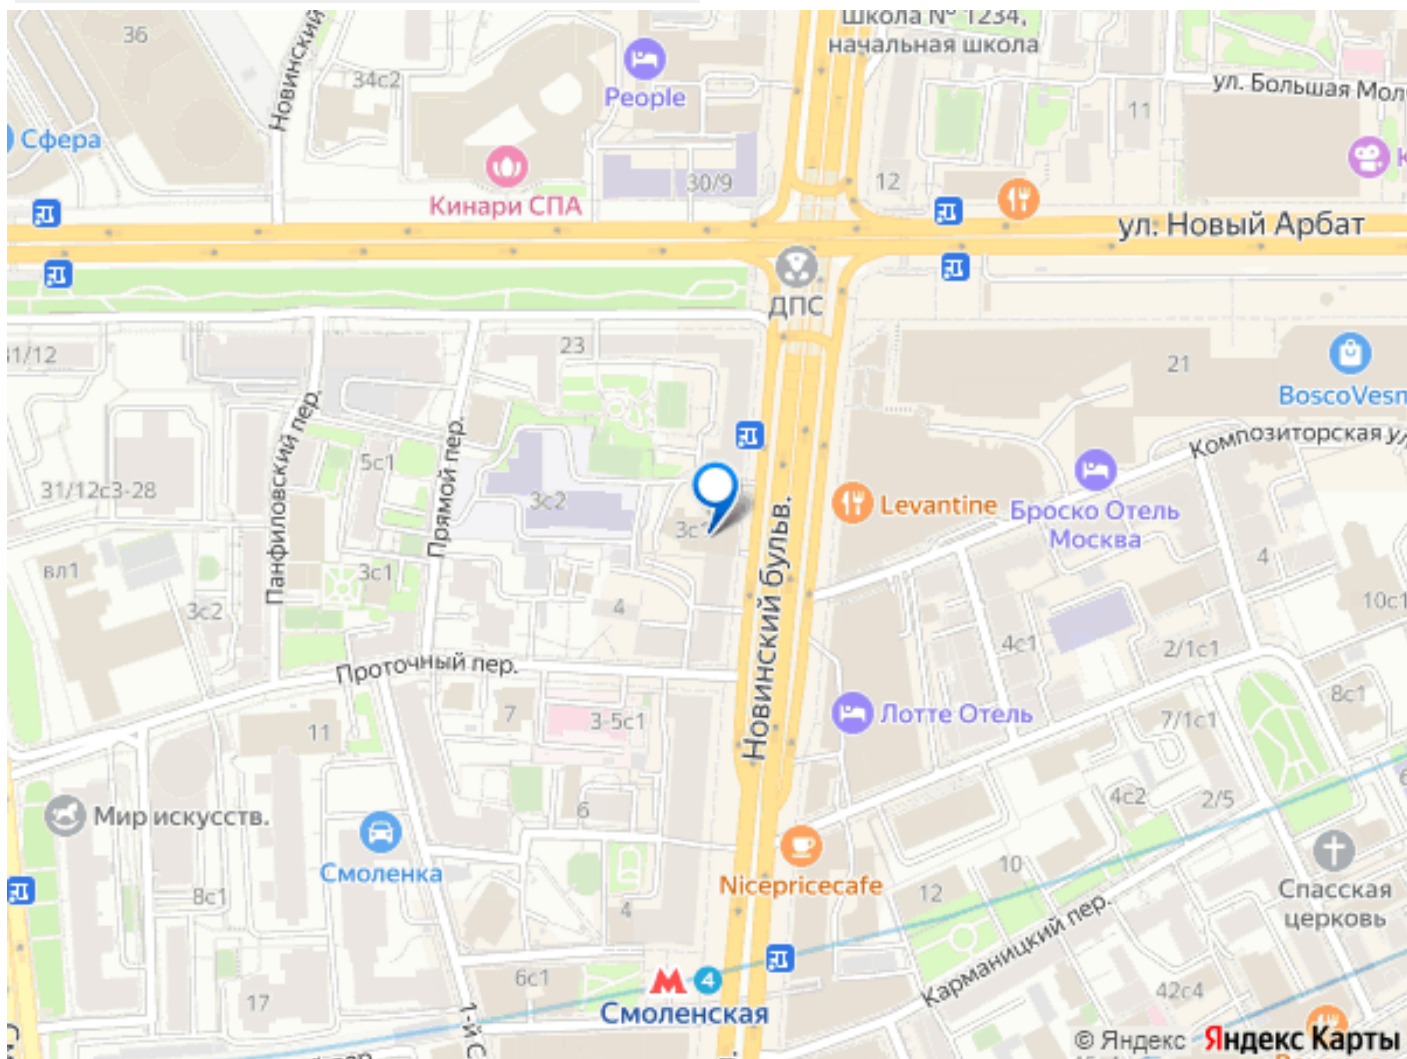 36
Новинский
34с2
People
Школа № 1234,
начальная школа
11
ул. Большая Мол
Сфера
Кинари СПА
30/9
12
К
ул. Новый Арбат
ДПС
31/12
23
21
BoscoVesn
Композиторская ул
Панфиловский пер.
Прямой пер.
5с1
31/12с3-28
3с2
3с1
Levantine
Броско Отель
Москва
Новинский бульв.
вл1
3с1
3с2
4
4
10с1
4с1
2/1с1
Проточный пер.
8с1
7
3-5с1
11
Лотте Отель
7/1с1
4с2
2/5
6
Мир искусств.
Смоленка
Nicepricecafe
10
12
Спасская
церковь
8с1
4
Карманицкий пер.
6с1
17
1-й С
М
4
Смоленская
42с4
© Яндекс Яндекс Карты